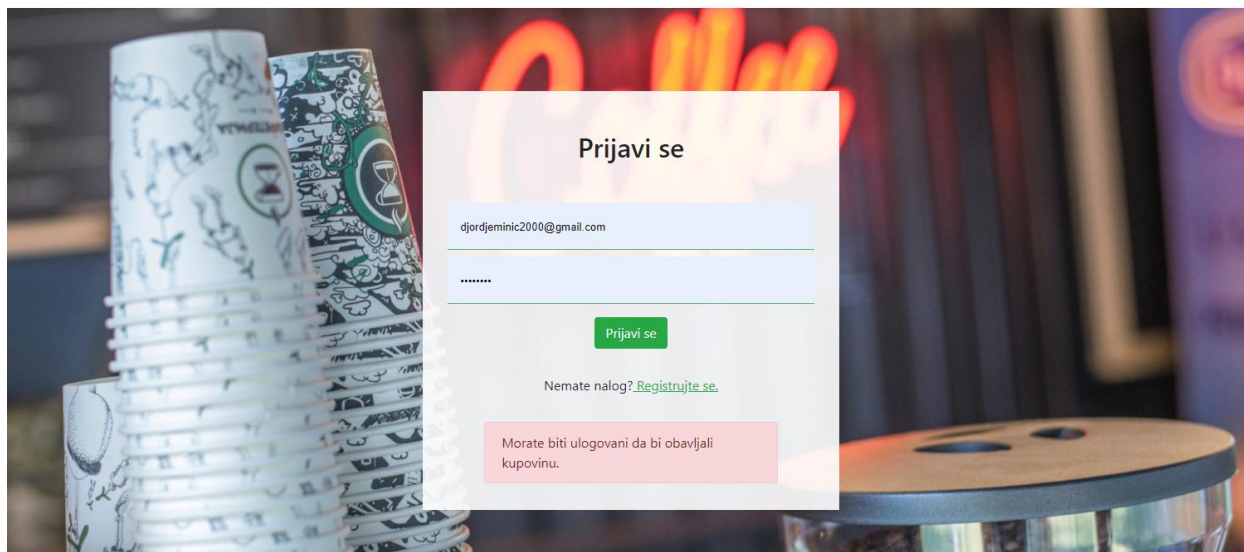 Prijavi se
djordjeminic2000@gmail.com
••••••••
Prijavi se
Nemate nalog? Registrujte se.
Morate biti ulogovani da bi obavljali
kupovinu.